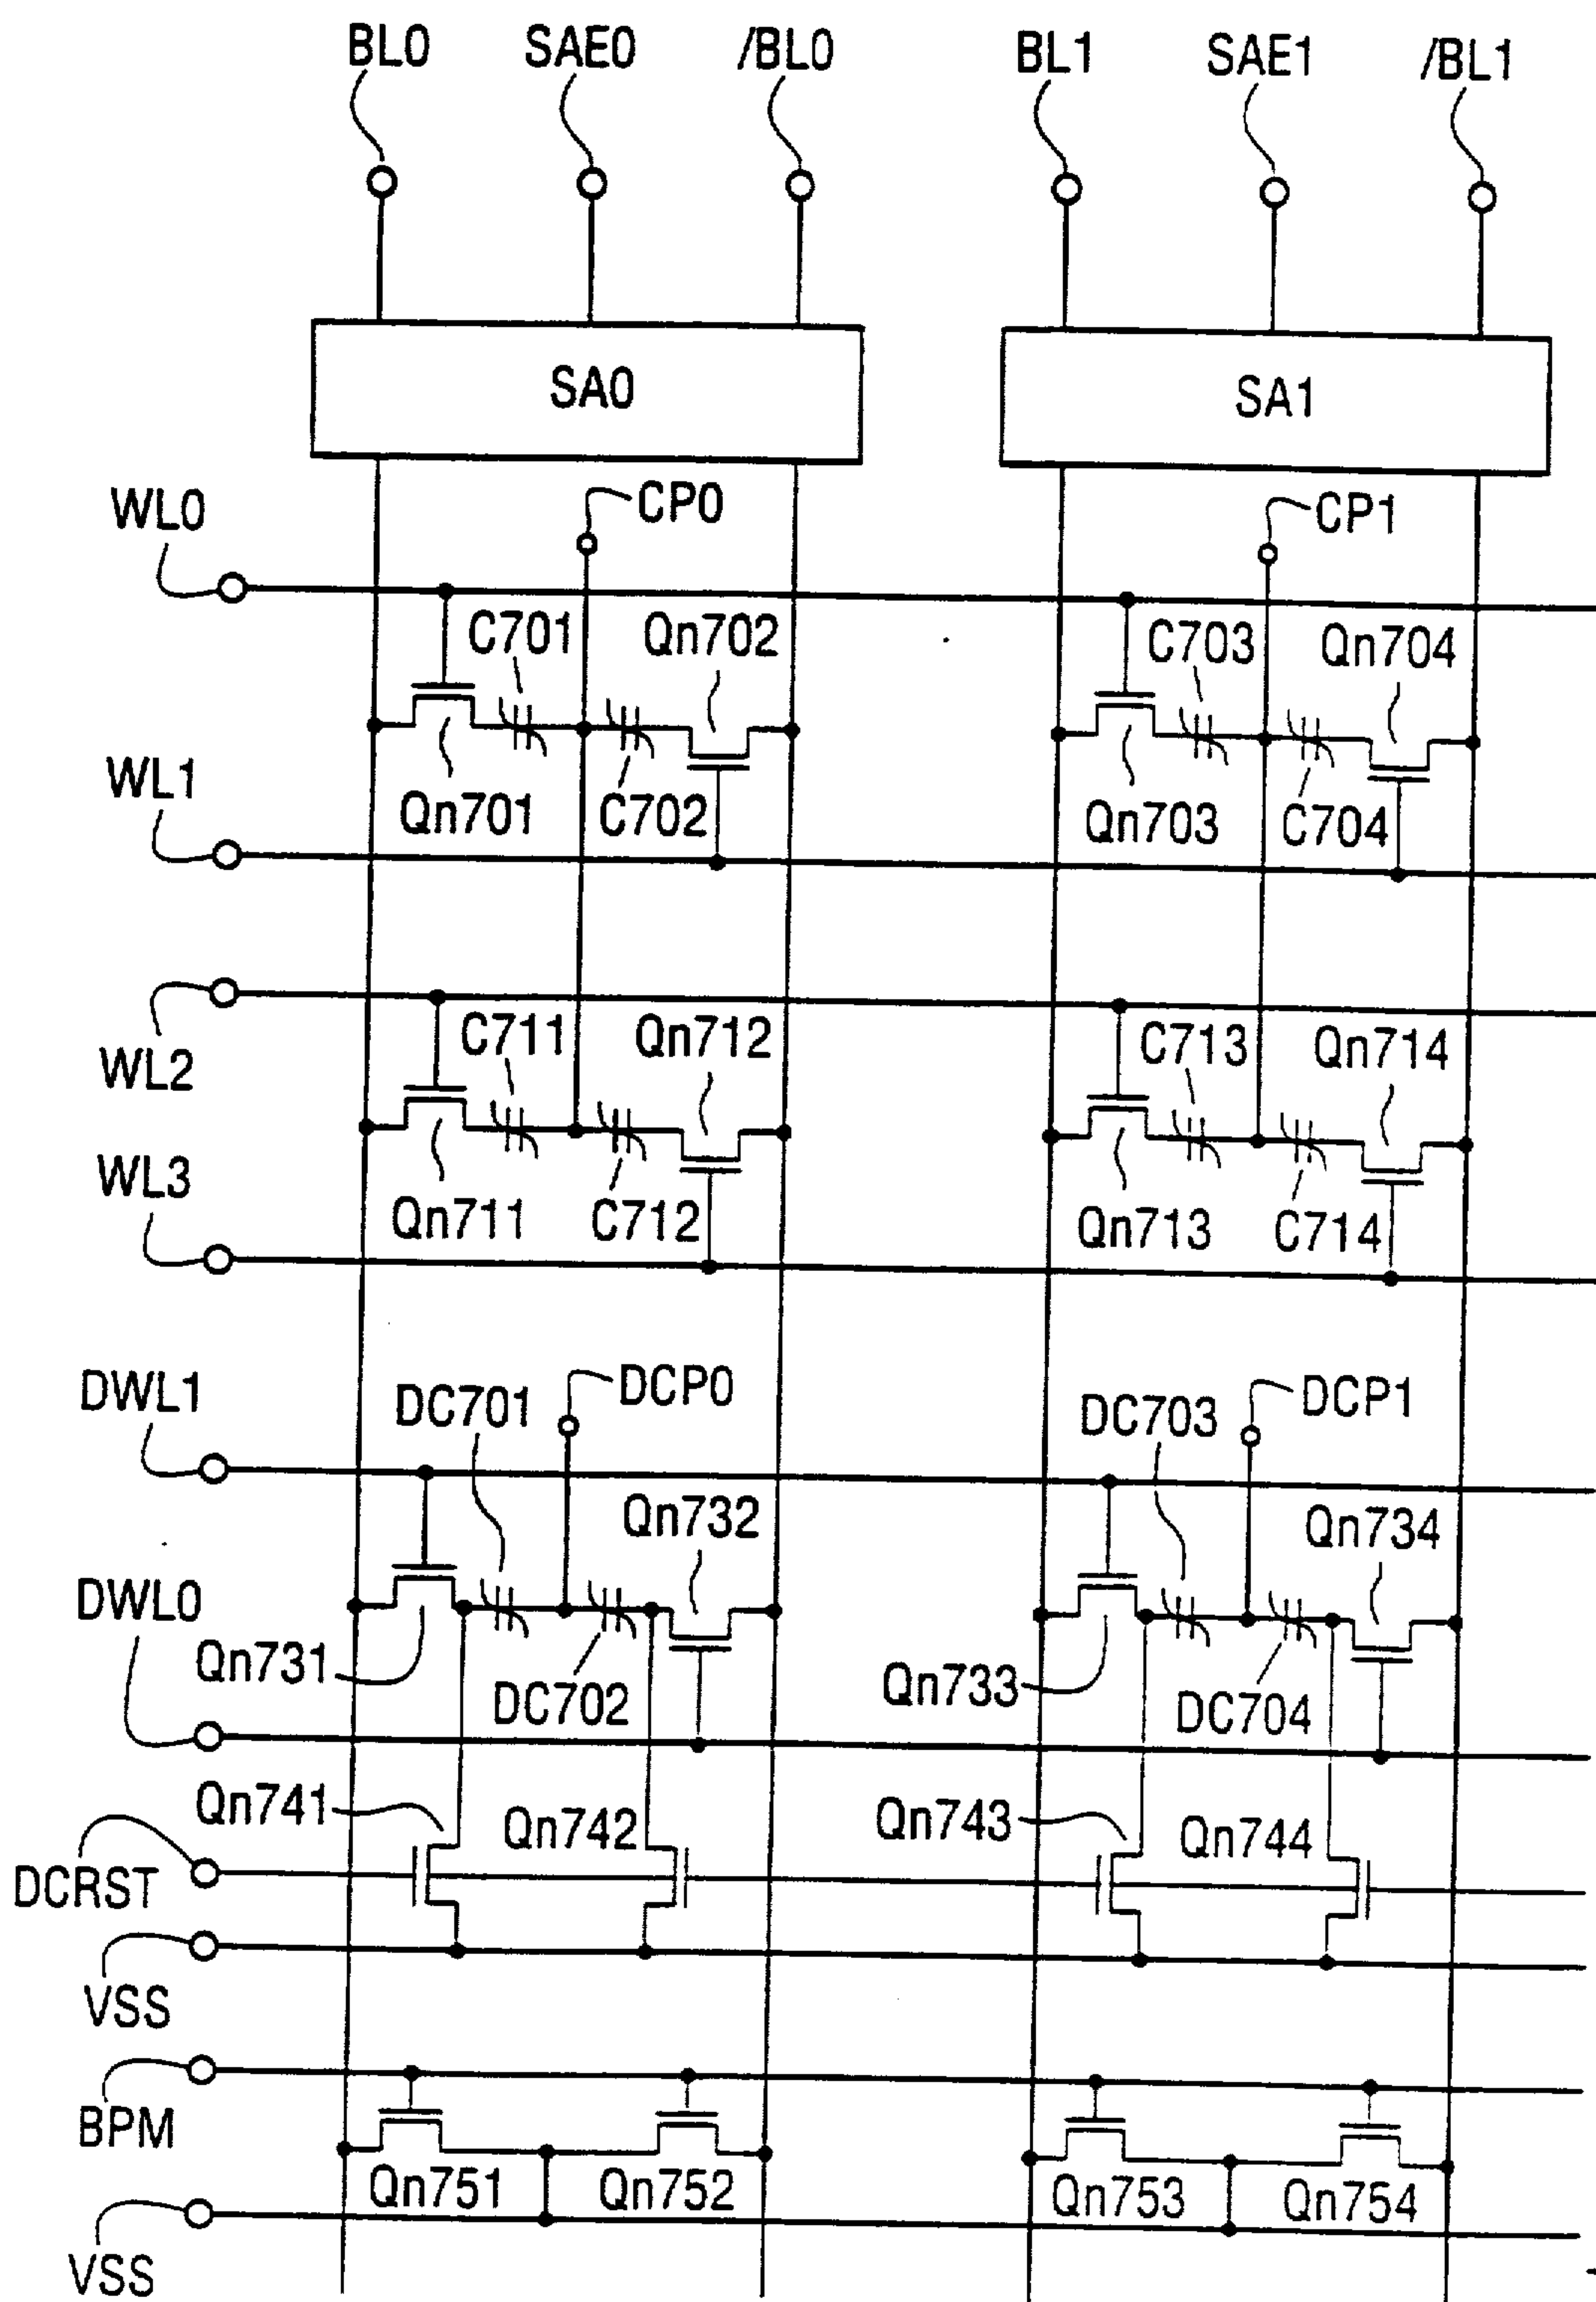 BL0 SAE0 /BL0 BL1 SAE1 /BL1
SA0 SA1
WL0 CP0 CP1
C701 Qn702 C703 Qn704
WL1 Qn701 C702 Qn703 C704
WL2 C711 Qn712 C713 Qn714
WL3 Qn711 C712 Qn713 C714
DWL1 DC701 DCP0 DC703 DCP1
Qn732 Qn734
DWL0
Qn731 DC702 Qn733 DC704
Qn741 Qn742 Qn743 Qn744
DCRST
VSS
BPM
Qn751 Qn752 Qn753 Qn754
VSS